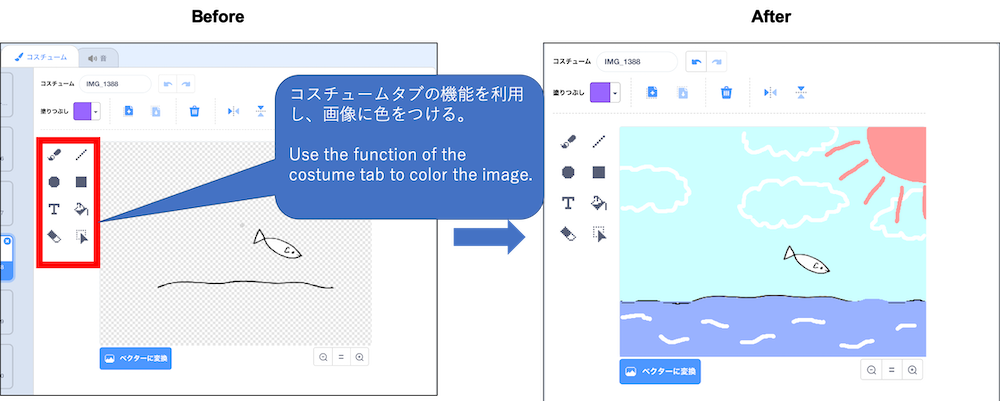 Before
After
コスチューム
音
コスチューム
IMG_1388
塗りつぶし
コスチュームタブの機能を利用
し、画像に色をつける。
Use the function of the
costume tab to color the image.
T
ベクターに変換
=
コスチューム
IMG_1388
塗りつぶし
T
ベクターに変換
=